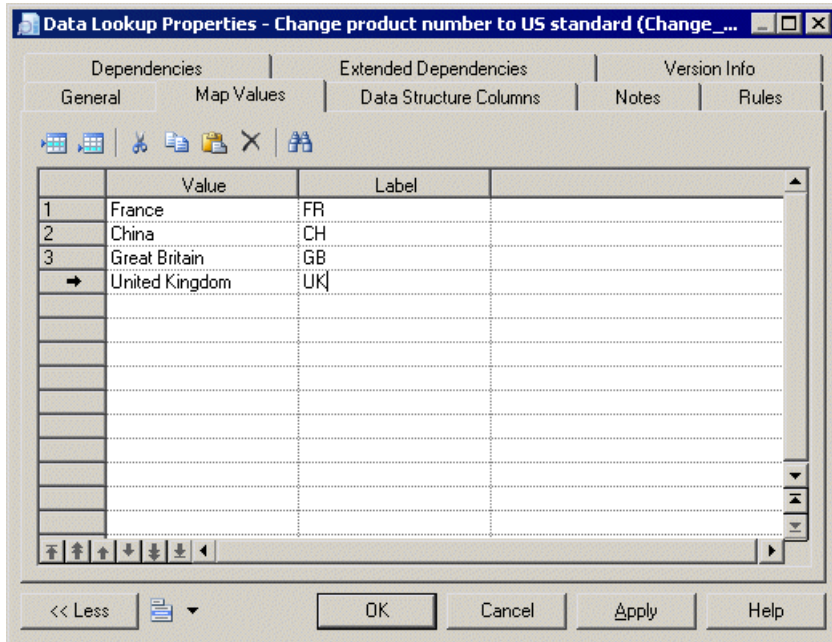 Data Lookup Properties - Change product number to US standard (Change_...
Dependencies Extended Dependencies Version Info
General Map Values Data Structure Columns Notes Rules
Value Label
1 France FR
2 China CH
3 Great Britain GB
United Kingdom UK
<< Less OK Cancel Apply Help